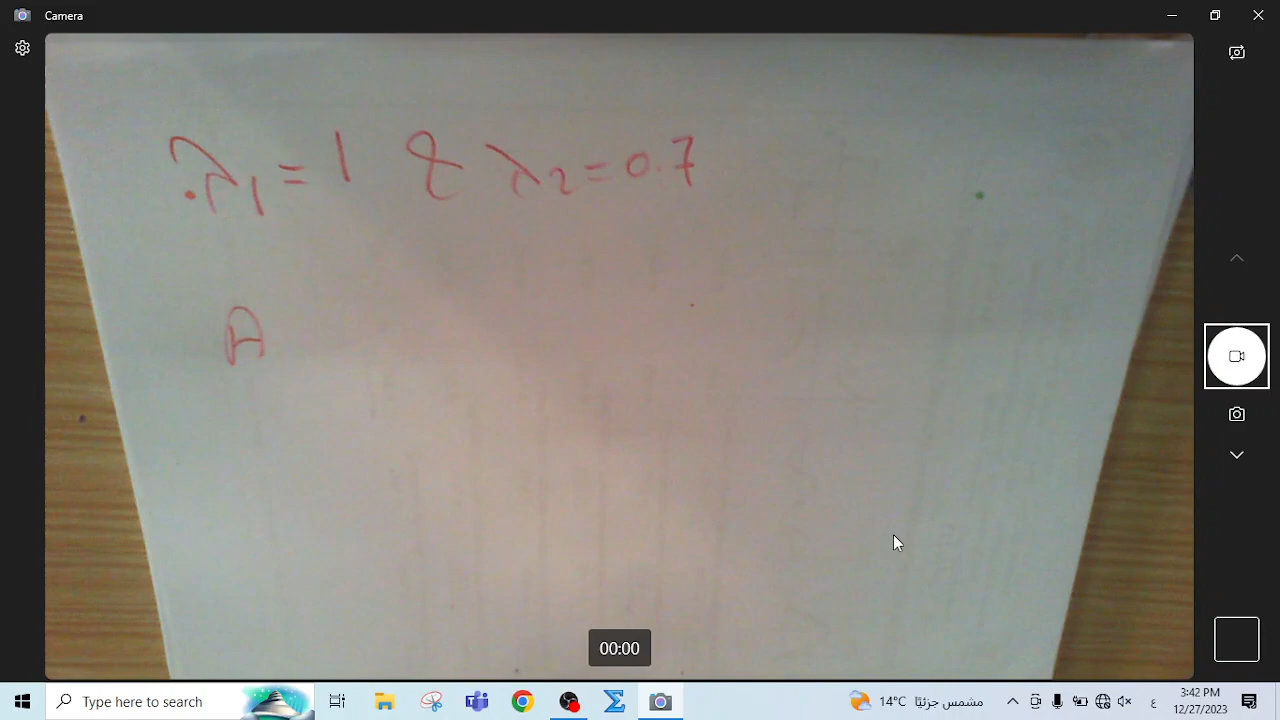 Camera
λ1 = 1 & λ2 = 0.7
A
00:00
Type here to search
14°C مشمس جزئيًا
ع
3:42 PM
12/27/2023